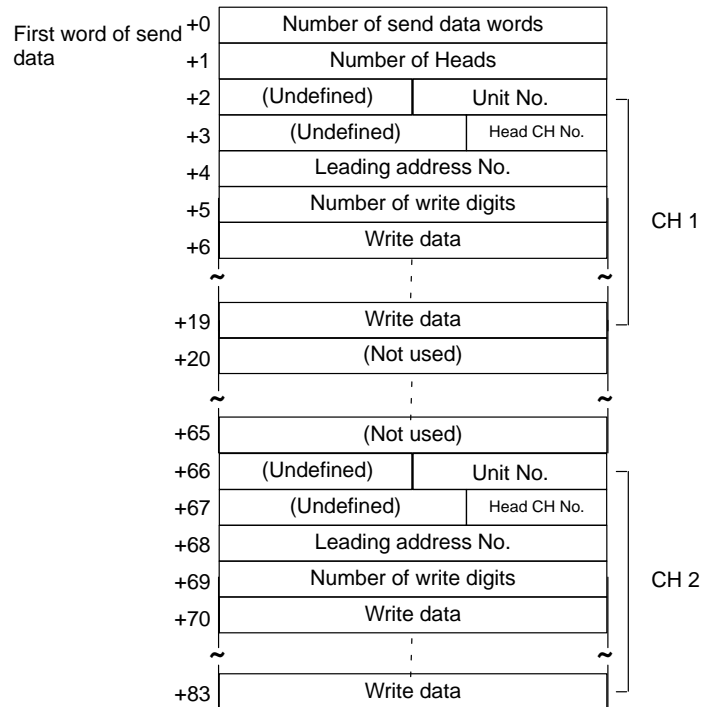 First word of send
data
+0 Number of send data words
+1 Number of Heads
+2 (Undefined) Unit No.
+3 (Undefined) Head CH No.
+4 Leading address No.
+5 Number of write digits
+6 Write data
CH 1
~ ~
+19 Write data
+20 (Not used)
~ ~
+65 (Not used)
+66 (Undefined) Unit No.
+67 (Undefined) Head CH No.
+68 Leading address No.
+69 Number of write digits
CH 2
+70 Write data
~ ~
+83 Write data